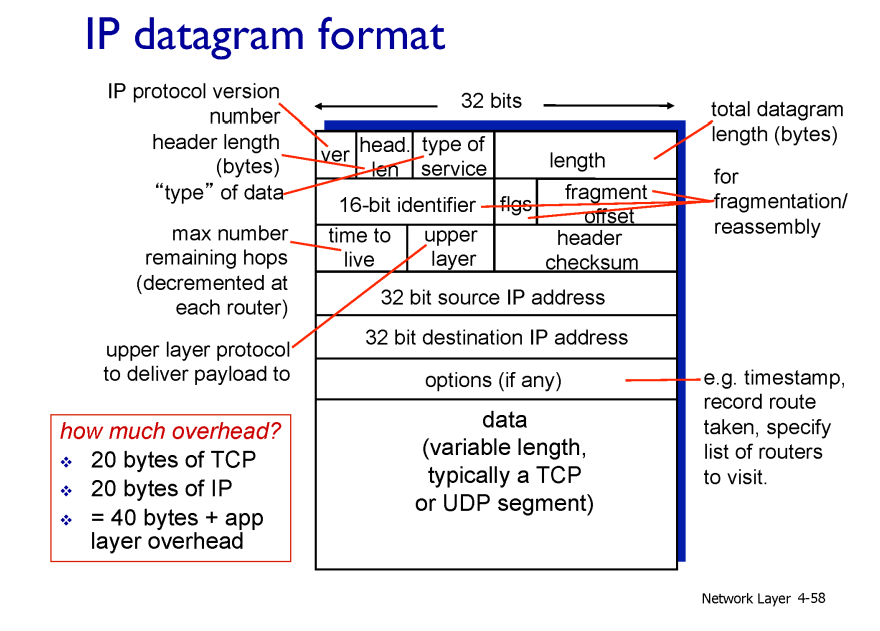 IP datagram format
IP protocol version
number
header length
(bytes)
“type” of data
max number
remaining hops
(decremented at
each router)
upper layer protocol
to deliver payload to
how much overhead?
20 bytes of TCP
20 bytes of IP
= 40 bytes + app
layer overhead
32 bits
ver
head.
len
type of
service
length
16-bit identifier
flgs
fragment
offset
time to
live
upper
layer
header
checksum
32 bit source IP address
32 bit destination IP address
options (if any)
data
(variable length,
typically a TCP
or UDP segment)
total datagram
length (bytes)
for
fragmentation/
reassembly
e.g. timestamp,
record route
taken, specify
list of routers
to visit.
Network Layer 4-58